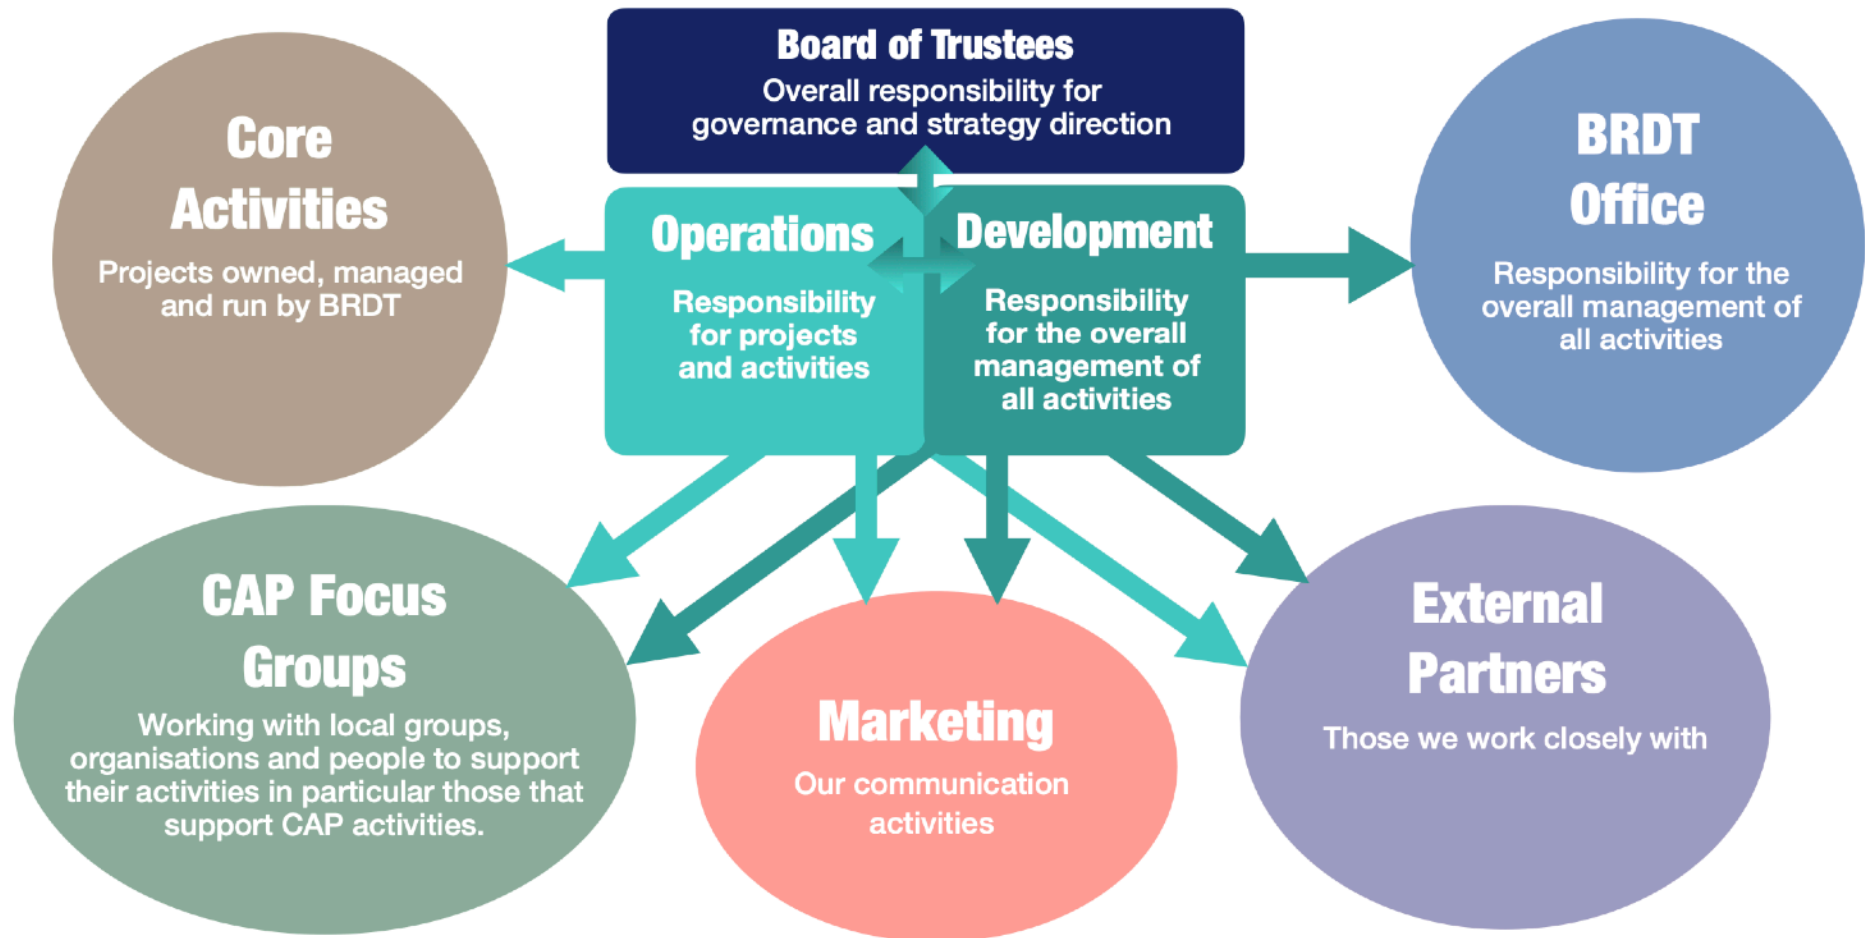 Board of Trustees
Overall responsibility for
governance and strategy direction
Core
Activities
Projects owned, managed
and run by BRDT
Operations
Responsibility
for projects
and activities
Development
Responsibility
for the overall
management of
all activities
BRDT
Office
Responsibility for the
overall management of
all activities
CAP Focus
Groups
Working with local groups,
organisations and people to support
their activities in particular those that
support CAP activities.
Marketing
Our communication
activities
External
Partners
Those we work closely with